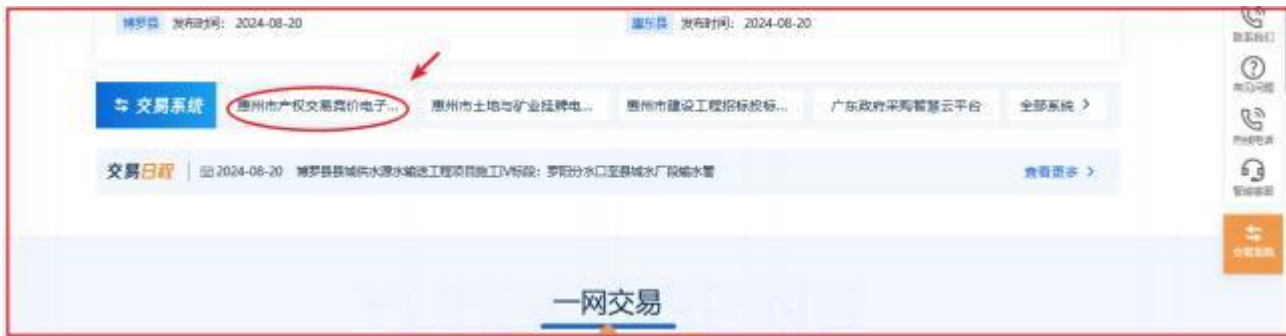 博罗县 发布时间：2024-08-20
惠东县 发布时间：2024-08-20
联系我们
常见问题
交易系统 惠州市产权交易竞价电子... 惠州市土地与矿业挂牌电... 惠州市建设工程招标投标... 广东政府采购智慧云平台 全部系统
热线电话
交易日程 2024-08-20 博罗县县城供水源水输送工程项目施工IV标段：罗阳分水口至县城水厂段输水管 查看更多
智能客服
交易系统
一网交易